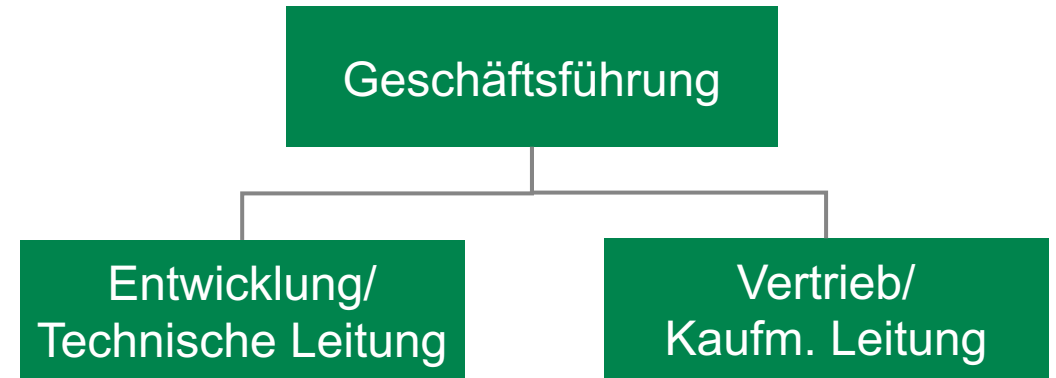 Geschäftsführung
Entwicklung/
Technische Leitung
Vertrieb/
Kaufm. Leitung